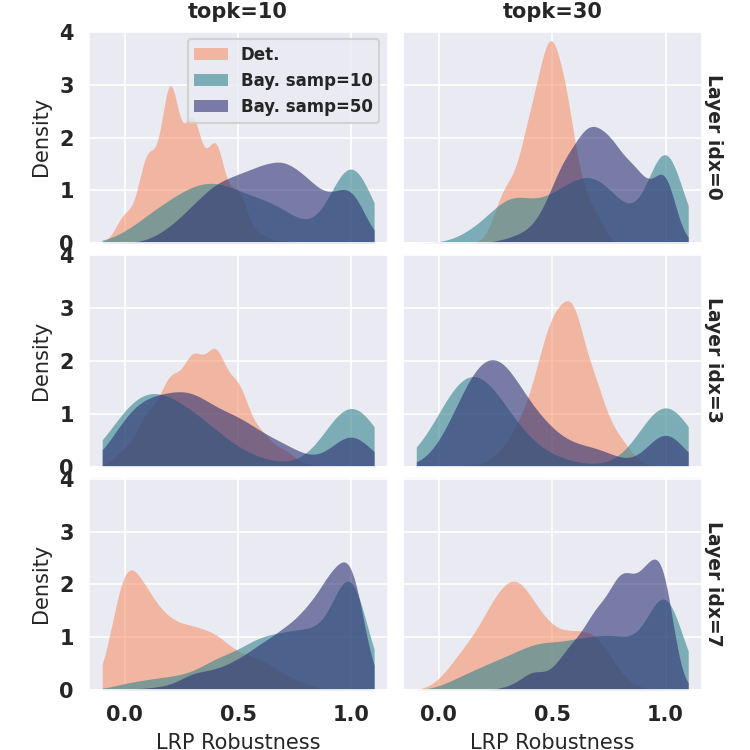 topk=10
topk=30
4
3
2
1
0
Density
Det.
Bay. samp=10
Bay. samp=50
Layer idx=0
4
3
2
1
0
Density
Layer idx=3
4
3
2
1
0
Density
Layer idx=7
0.0 0.5 1.0
0.0 0.5 1.0
LRP Robustness
LRP Robustness